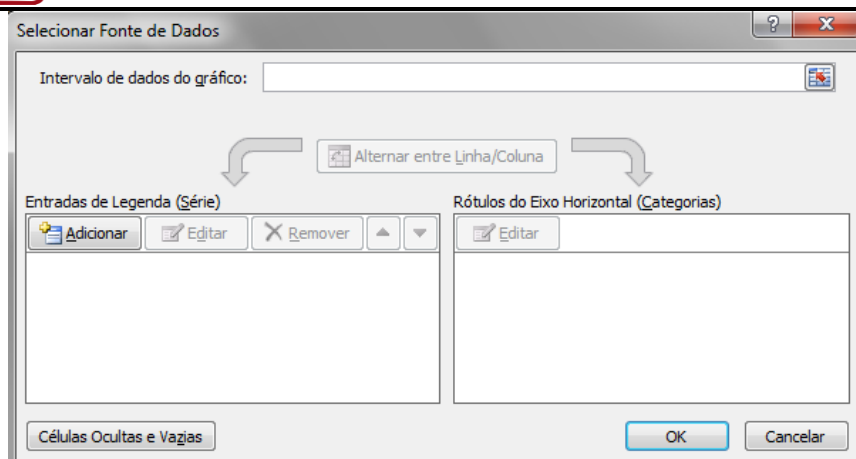 Selecionar Fonte de Dados
Intervalo de dados do gráfico:
Alternar entre Linha/Coluna
Entradas de Legenda (Série)
Adicionar Editar Remover
Rótulos do Eixo Horizontal (Categorias)
Editar
Células Ocultas e Vazias
OK Cancelar